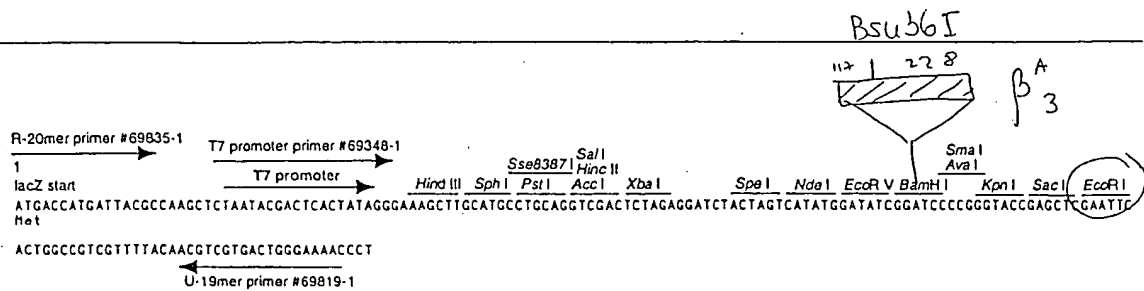 Bsu36I
117 228
β A 3
R-20mer primer #69835-1
T7 promoter primer #69348-1
1
lacZ start
T7 promoter
Hind III Sph I Sse8387 I Pst I Sal I Hinc II Acc I Xba I Spe I Nde I EcoR V BamH I Sma I Ava I Kpn I Sac I EcoR I
ATGACCATGATTACGCCAAGCTCTAATACGACTCACTATAGGGAAAGCTTGCATGCCTGCAGGTCGACTCTAGAGGATCTACTAGTCATATGGATATCGGATCCCCGGGTACCGAGCTCGAATTC
Met
ACTGGCCGTCGTTTTACAACGTCGTGACTGGGAAAACCCT
U-19mer primer #69819-1